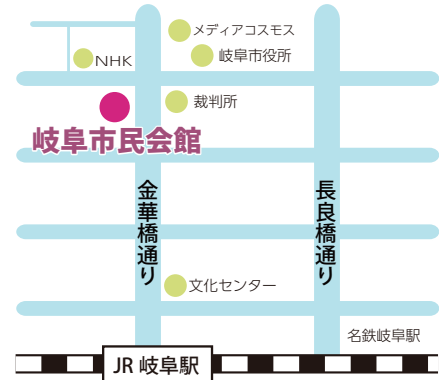 メディアコスモス
NHK
岐阜市役所
裁判所
岐阜市民会館
金華橋通り
長良橋通り
文化センター
名鉄岐阜駅
JR 岐阜駅